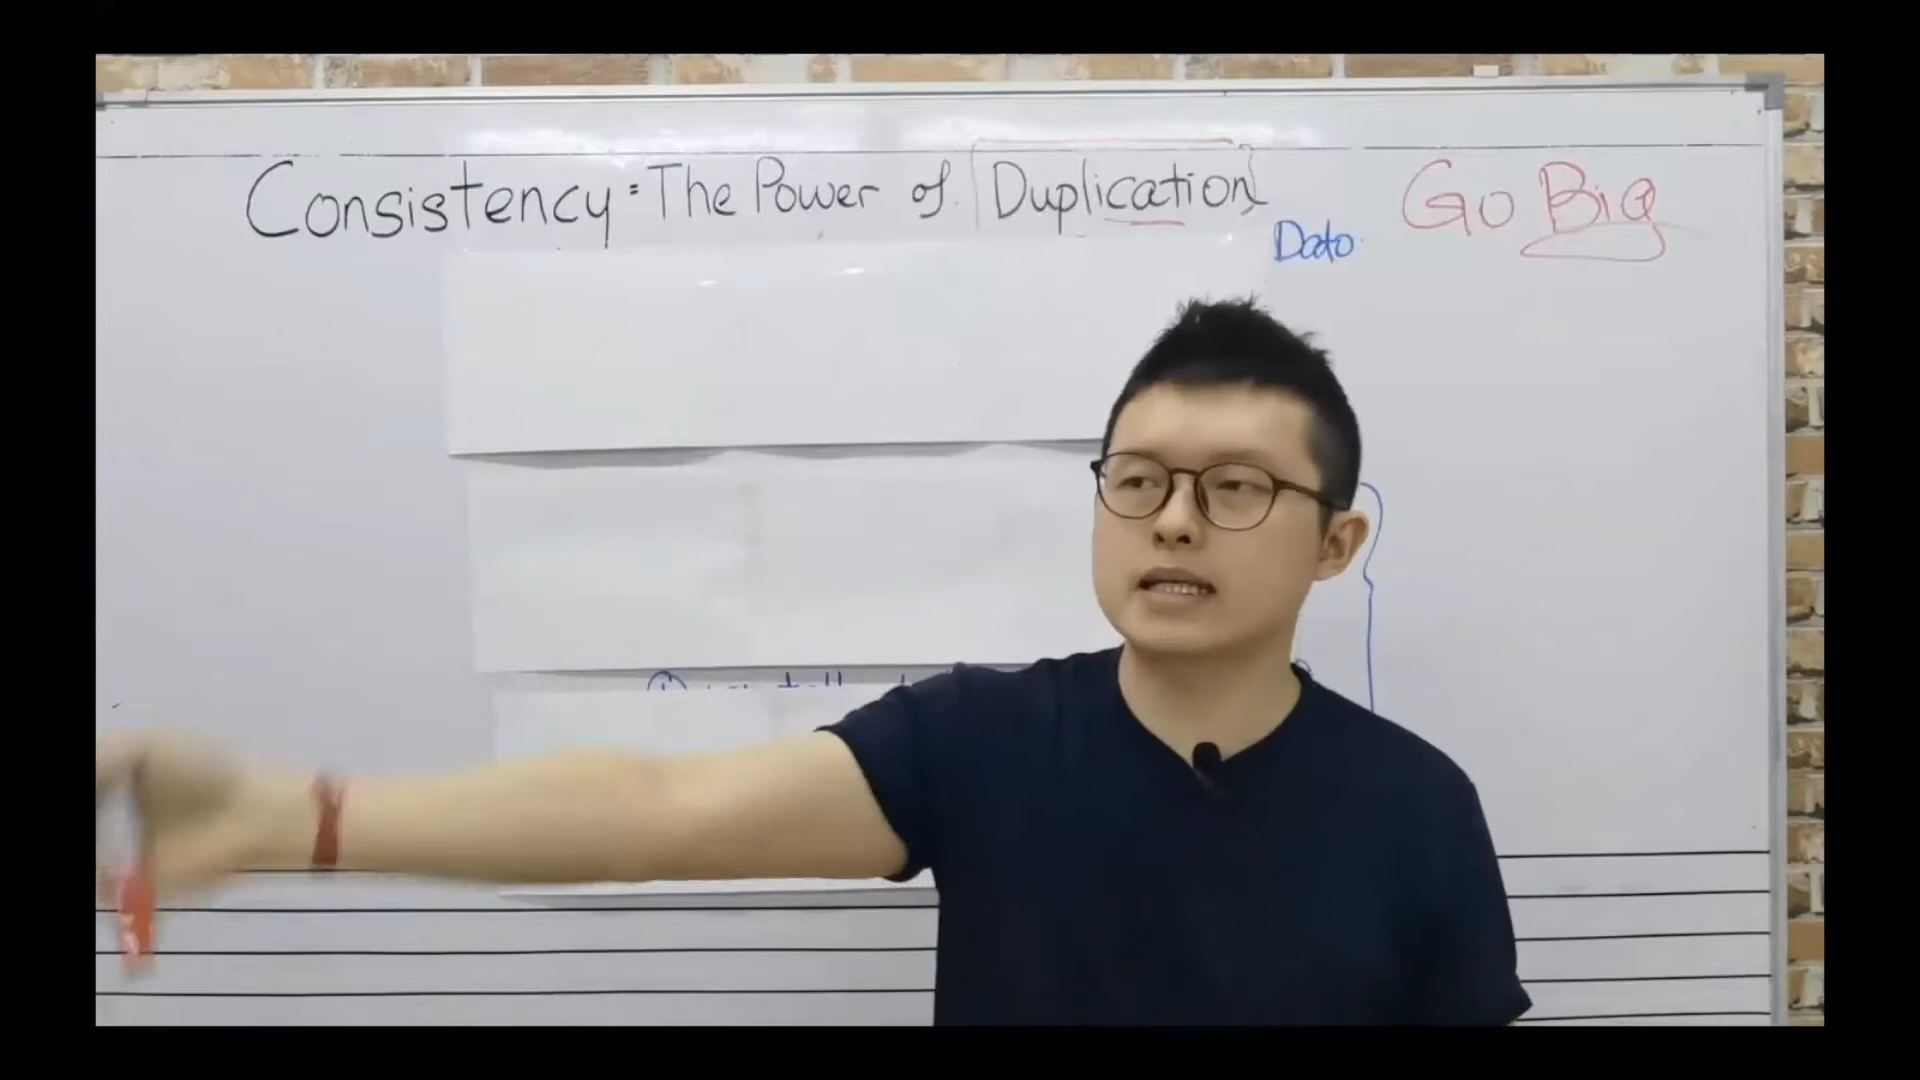 Consistency = The Power of Duplication Go Big
Dato